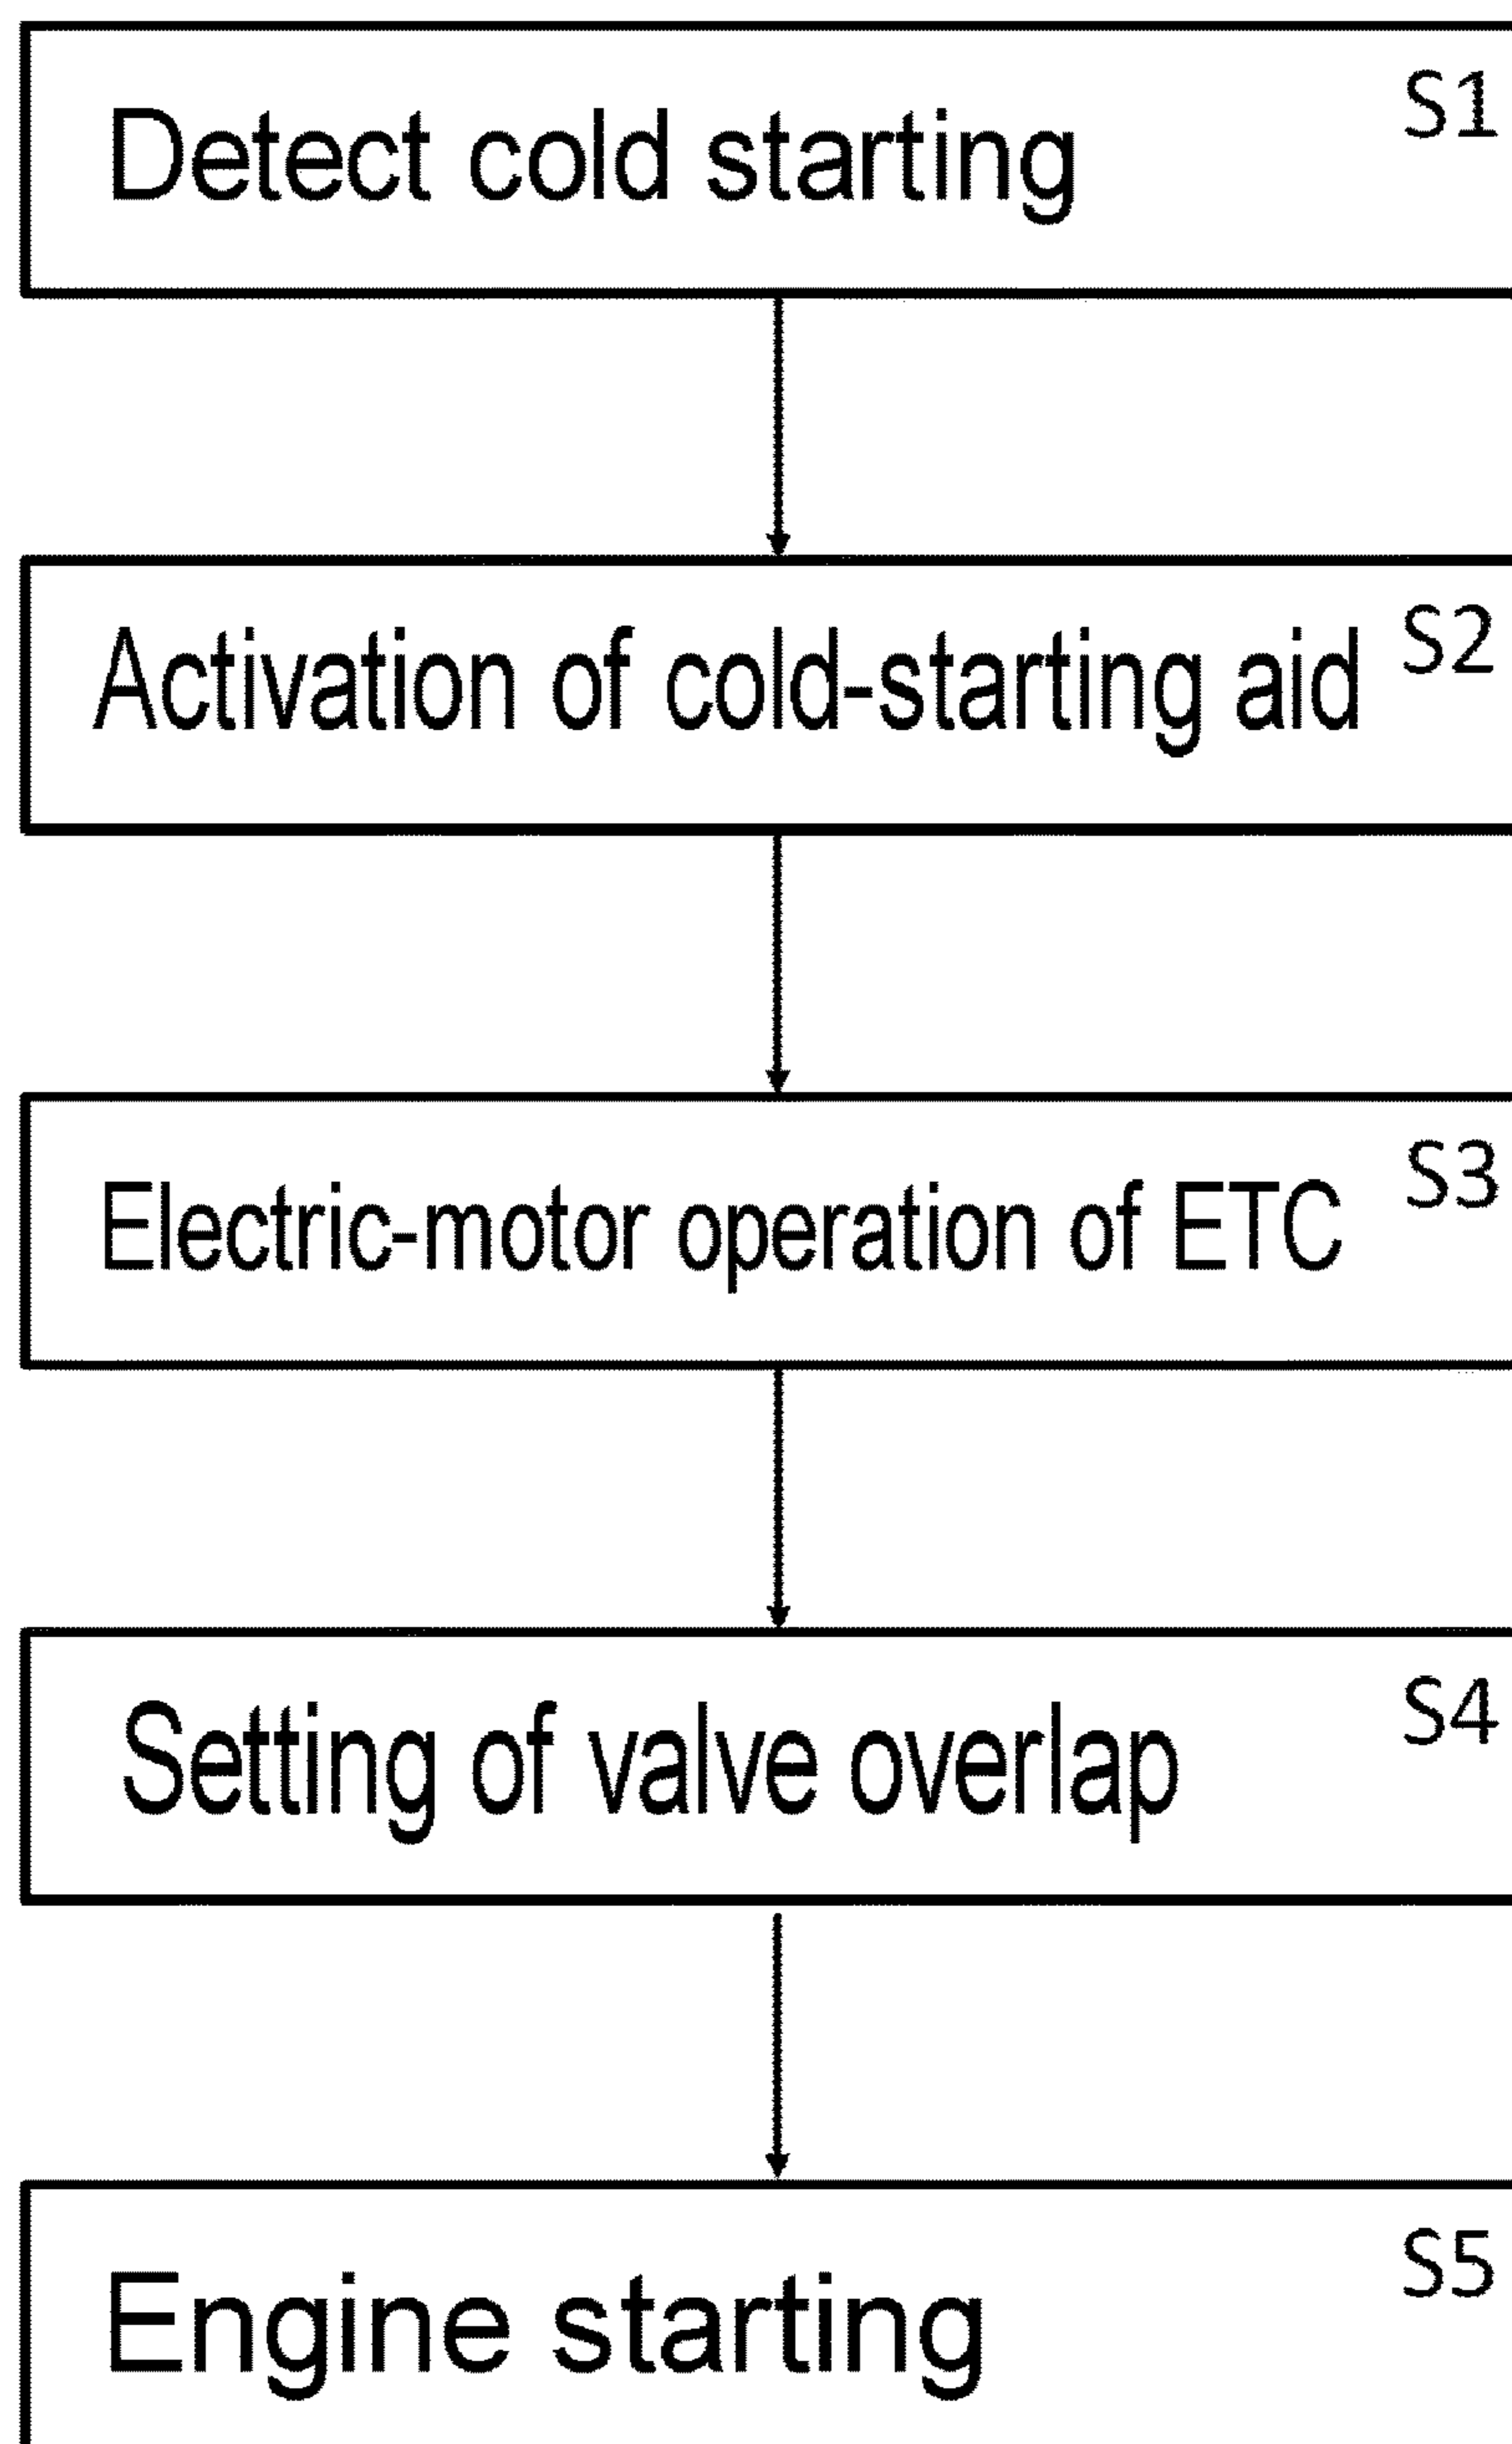 Detect cold starting S1
Activation of cold-starting aid S2
Electric-motor operation of ETC S3
Setting of valve overlap S4
Engine starting S5